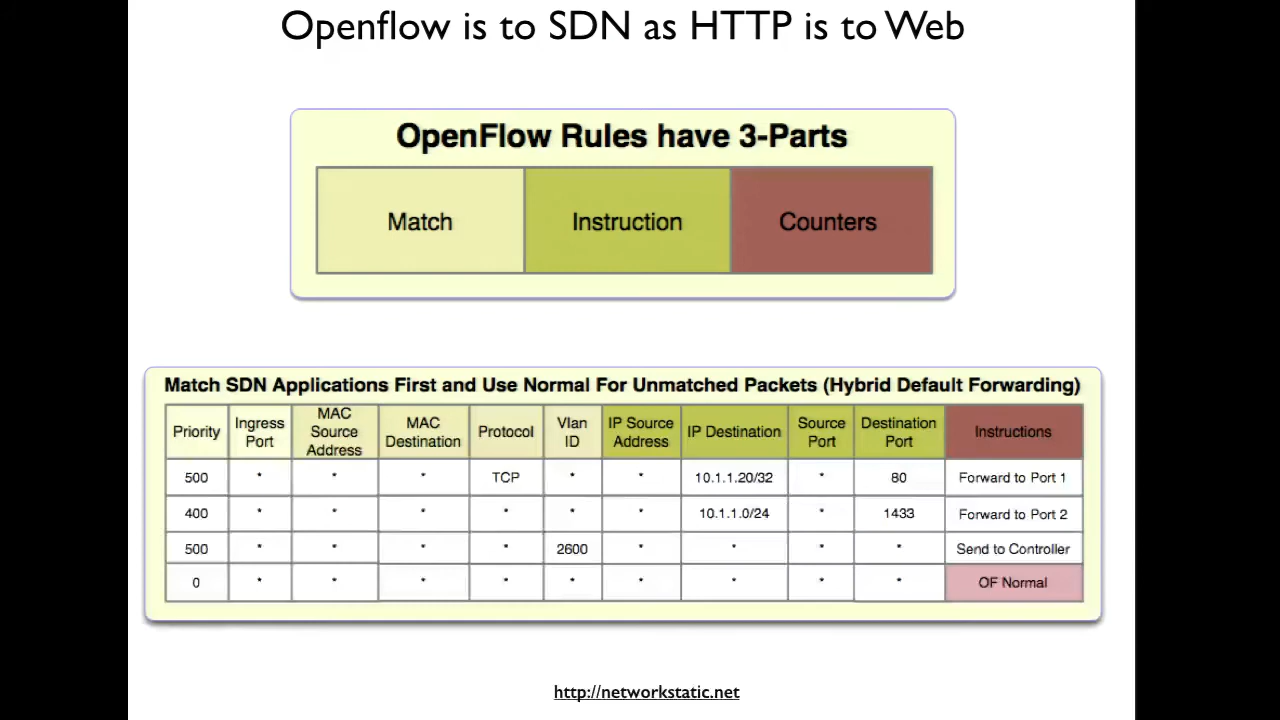 Openflow is to SDN as HTTP is to Web
OpenFlow Rules have 3-Parts
Match Instruction Counters
Match SDN Applications First and Use Normal For Unmatched Packets (Hybrid Default Forwarding)
Priority Ingress Port MAC Source Address MAC Destination Protocol Vlan ID IP Source Address IP Destination Source Port Destination Port Instructions
500 * * * TCP * * 10.1.1.20/32 * 80 Forward to Port 1
400 * * * * * * 10.1.1.0/24 * 1433 Forward to Port 2
500 * * * * 2600 * * * * Send to Controller
0 * * * * * * * * * OF Normal
http://networkstatic.net